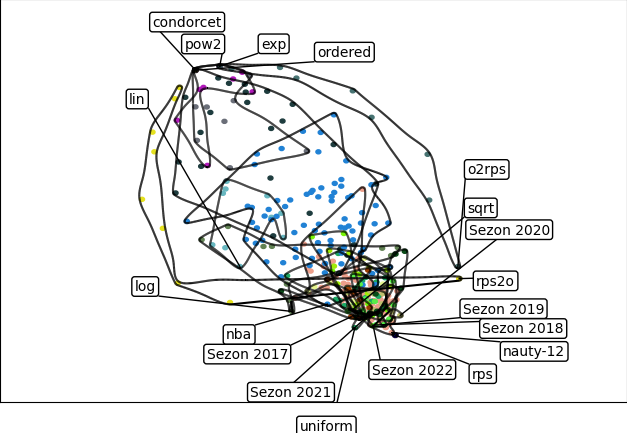 condorcet
pow2
exp
ordered
lin
o2rps
sqrt
Sezon 2020
log
rps2o
Sezon 2019
nba
Sezon 2018
Sezon 2017
nauty-12
Sezon 2022
rps
Sezon 2021
uniform